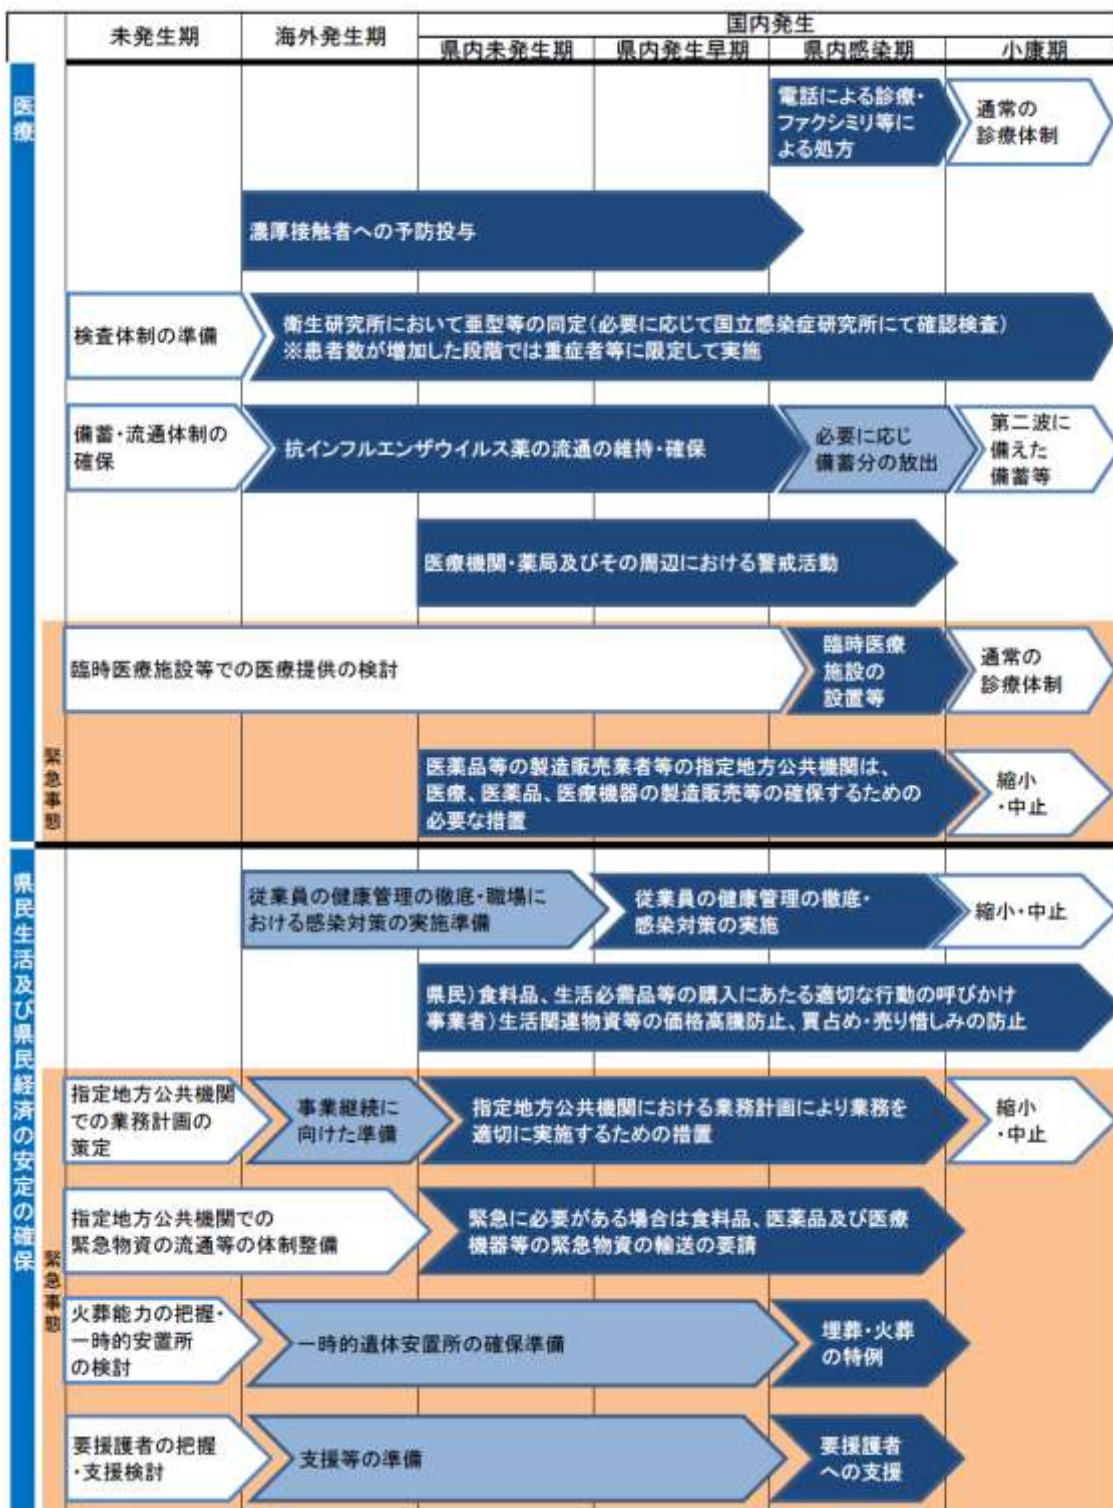 未発生期
海外発生期
国内発生
県内未発生期
県内発生早期
県内感染期
小康期
医療
電話による診療・
ファクシミリ等に
よる処方
通常の
診療体制
濃厚接触者への予防投与
検査体制の準備
衛生研究所において亜型等の同定(必要に応じて国立感染症研究所にて確認検査)
※患者数が増加した段階では重症者等に限定して実施
備蓄・流通体制の
確保
抗インフルエンザウイルス薬の流通の維持・確保
必要に応じ
備蓄分の放出
第二波に
備えた
備蓄等
医療機関・薬局及びその周辺における警戒活動
緊急事態
臨時医療施設等での医療提供の検討
臨時医療
施設の
設置等
通常の
診療体制
医薬品等の製造販売業者等の指定地方公共機関は、
医療、医薬品、医療機器の製造販売等の確保するための
必要な措置
縮小
・中止
県民生活及び県民経済の安定の確保
従業員の健康管理の徹底・職場に
おける感染対策の実施準備
従業員の健康管理の徹底・
感染対策の実施
縮小・中止
県民)食料品、生活必需品等の購入にあたる適切な行動の呼びかけ
事業者)生活関連物資等の価格高騰防止、買占め・売り惜しみの防止
緊急事態
指定地方公共機関
での業務計画の
策定
事業継続に
向けた準備
指定地方公共機関における業務計画により業務を
適切に実施するための措置
縮小
・中止
指定地方公共機関での
緊急物資の流通等の体制整備
緊急に必要がある場合は食料品、医薬品及び医療
機器等の緊急物資の輸送の要請
火葬能力の把握・
一時的安置所
の検討
一時的遺体安置所の確保準備
埋葬・火葬
の特例
要援護者の把握
・支援検討
支援等の準備
要援護者
への支援